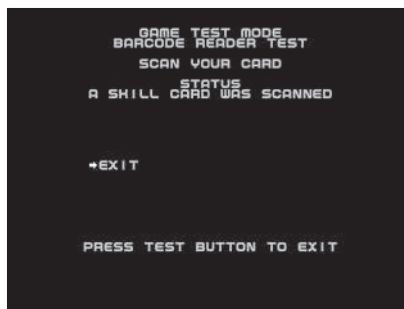 GAME TEST MODE
BARCODE READER TEST
SCAN YOUR CARD
STATUS
A SKILL CARD WAS SCANNED
→EXIT
PRESS TEST BUTTON TO EXIT